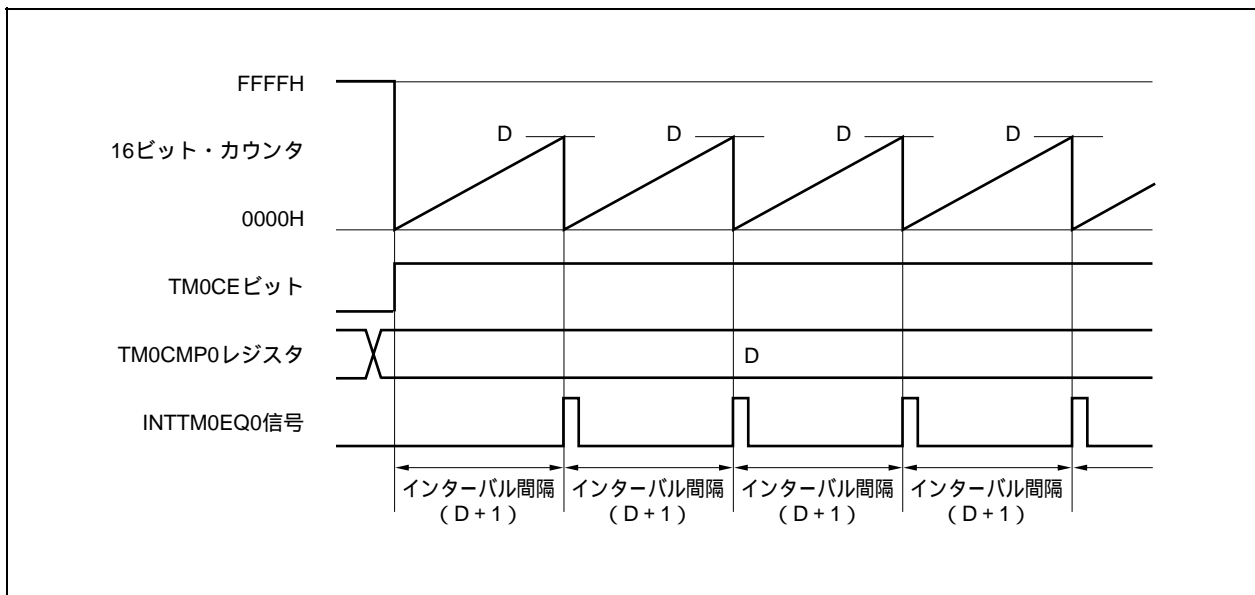 FFFFH
16ビット・カウンタ
D D D D
0000H
TM0CEビット
TM0CMP0レジスタ
D
INTTM0EQ0信号
インターバル間隔 インターバル間隔 インターバル間隔 インターバル間隔
（D+1） （D+1） （D+1） （D+1）